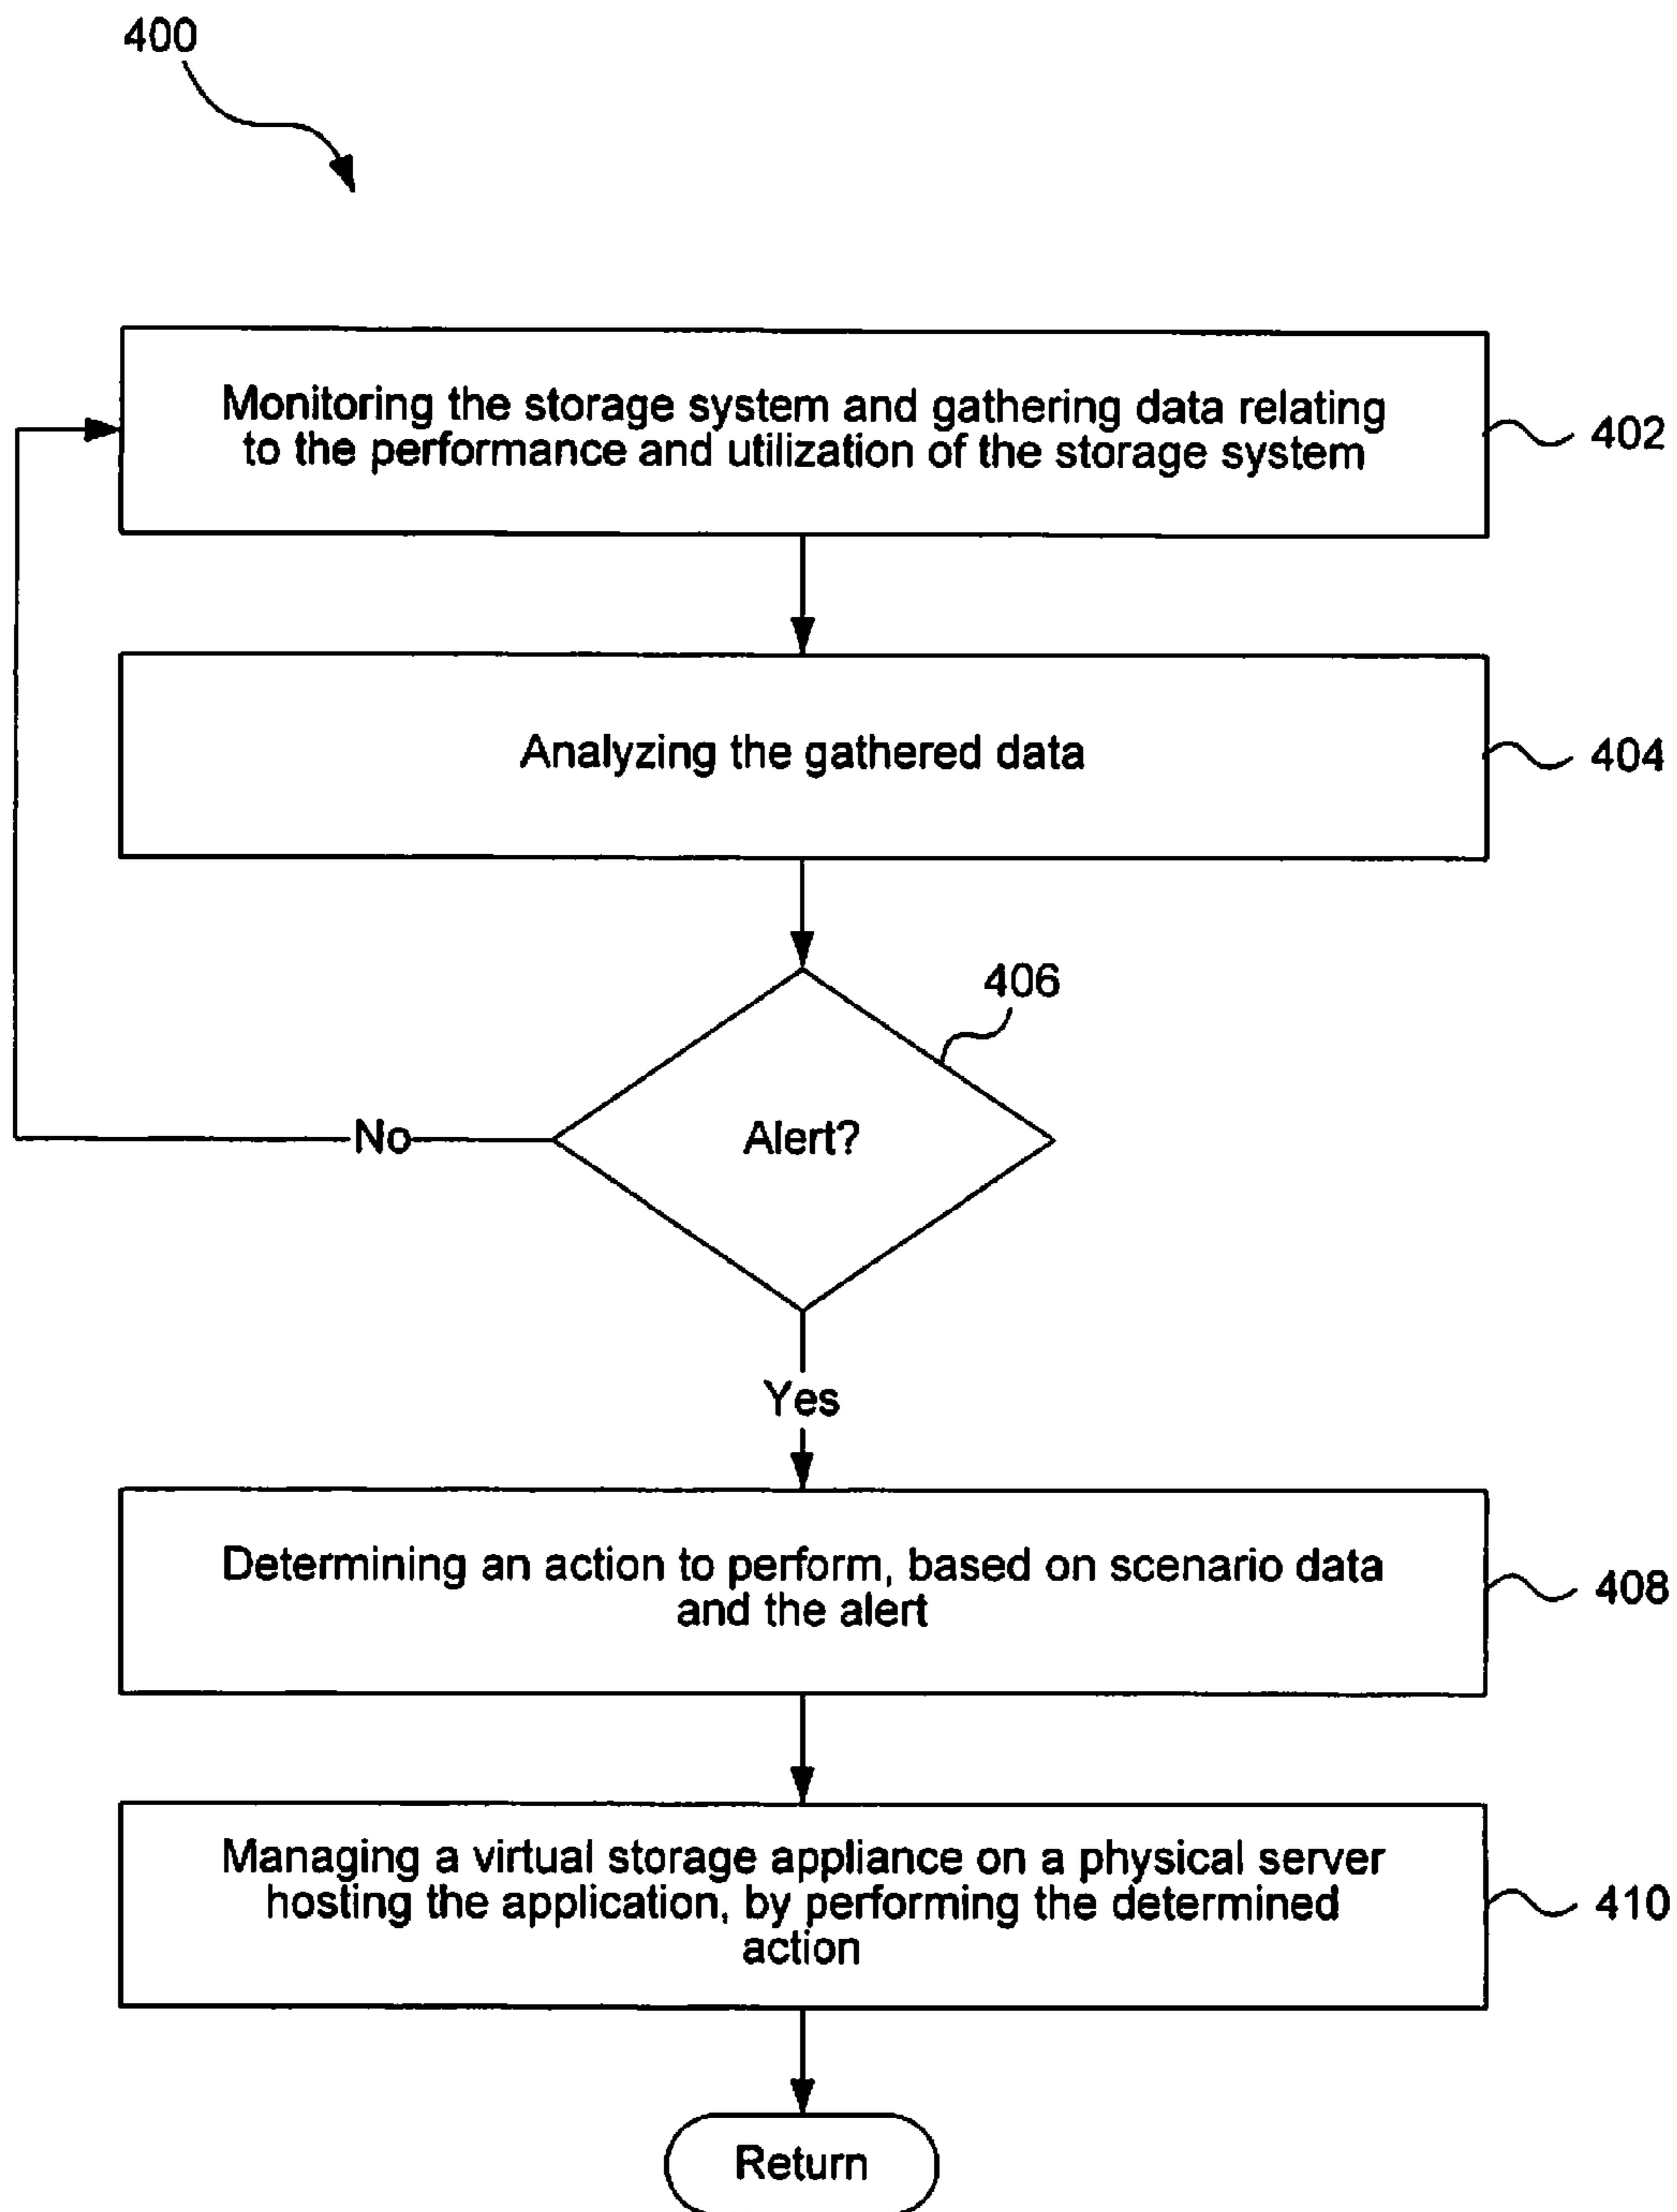 400
Monitoring the storage system and gathering data relating
to the performance and utilization of the storage system
402
Analyzing the gathered data
404
406
Alert?
No
Yes
Determining an action to perform, based on scenario data
and the alert
408
Managing a virtual storage appliance on a physical server
hosting the application, by performing the determined
action
410
Return